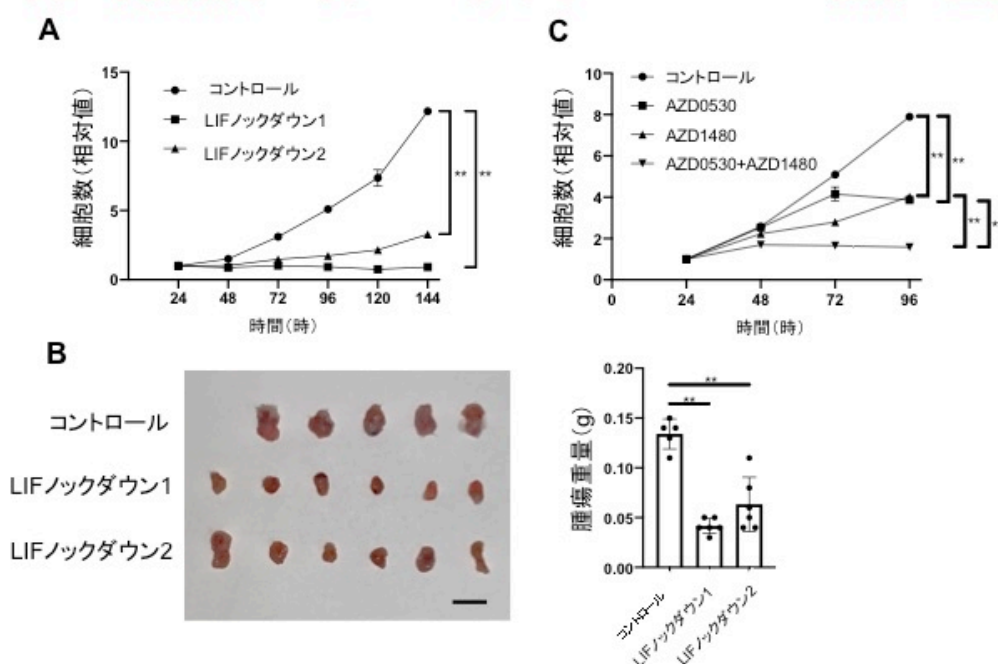 A
細胞数(相対値)
15
10
5
0
コントロール
LIFノックダウン1
LIFノックダウン2
**
**
24 48 72 96 120 144
時間(時)
C
細胞数(相対値)
10
8
6
4
2
0
コントロール
AZD0530
AZD1480
AZD0530+AZD1480
**
**
**
*
0 24 48 72 96
時間(時)
B
コントロール
LIFノックダウン1
LIFノックダウン2
腫瘍重量(g)
0.20
0.15
0.10
0.05
0.00
**
**
コントロール
LIFノックダウン1
LIFノックダウン2